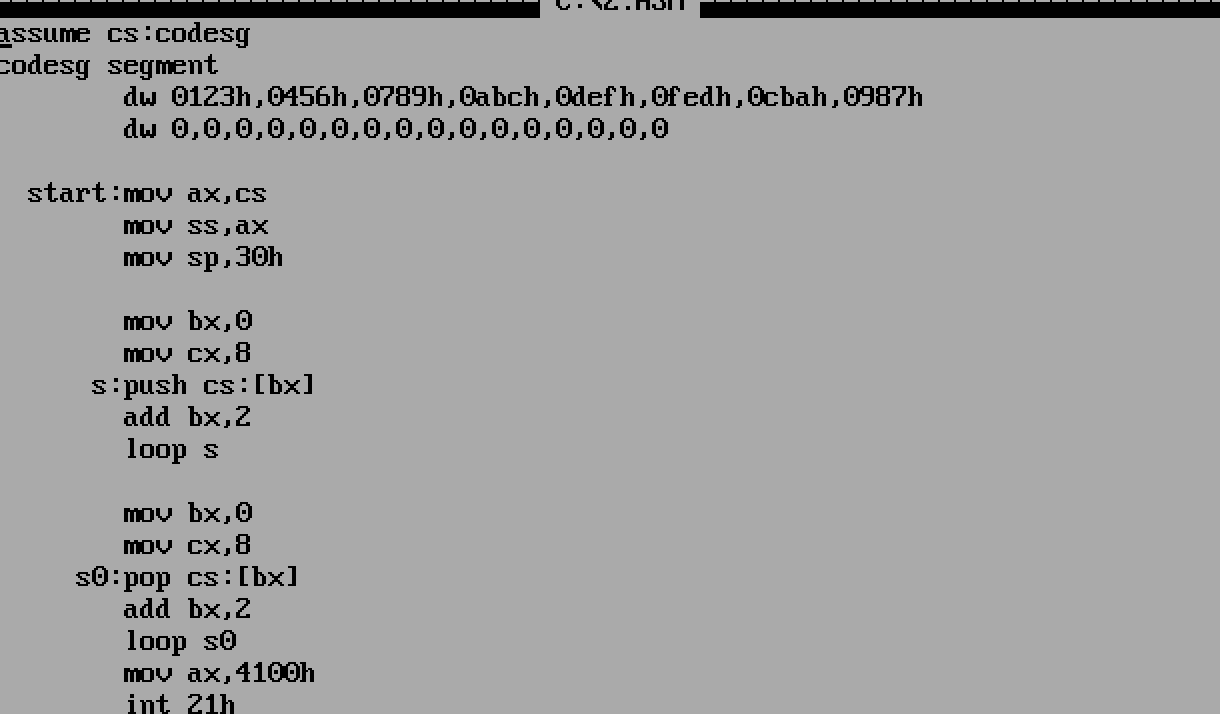 C:\2.ASM
assume cs:codesg
codesg segment
dw 0123h,0456h,0789h,0abch,0defh,0fedh,0cbah,0987h
dw 0,0,0,0,0,0,0,0,0,0,0,0,0,0,0,0
start:mov ax,cs
mov ss,ax
mov sp,30h
mov bx,0
mov cx,8
s:push cs:[bx]
add bx,2
loop s
mov bx,0
mov cx,8
s0:pop cs:[bx]
add bx,2
loop s0
mov ax,4100h
int 21h